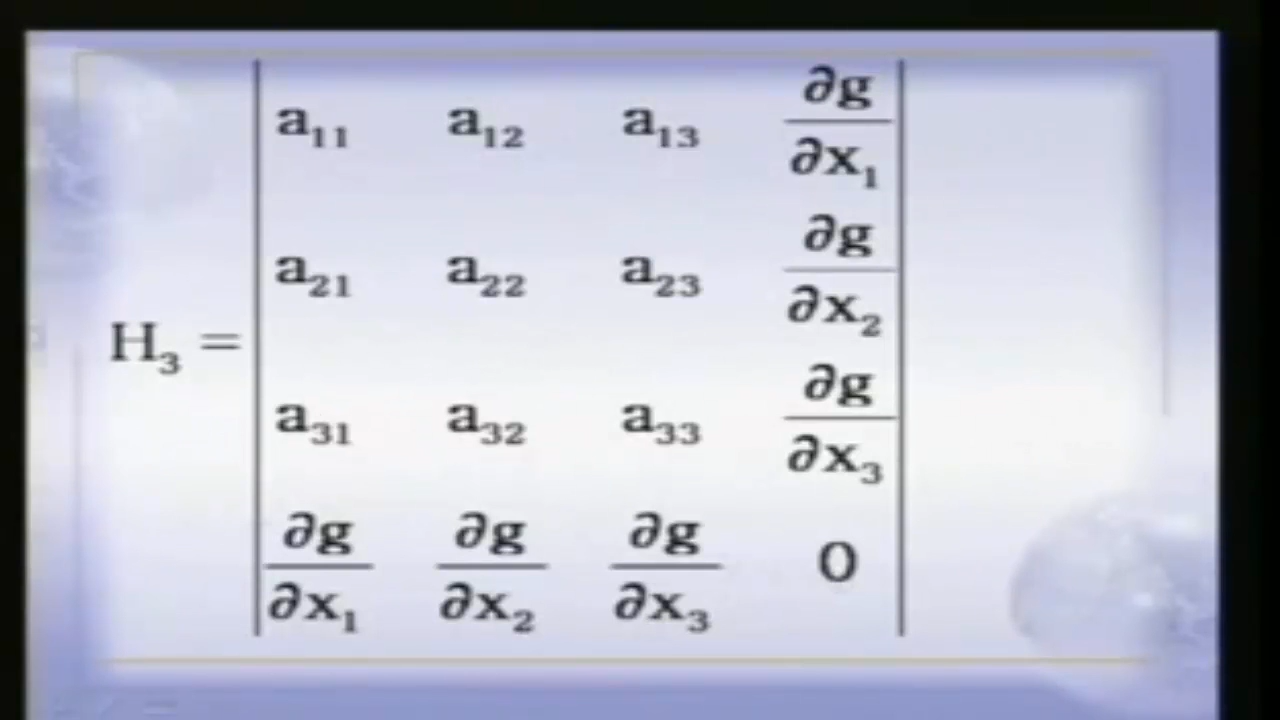 H₃ =
a₁₁ a₁₂ a₁₃ ∂g/∂x₁
a₂₁ a₂₂ a₂₃ ∂g/∂x₂
a₃₁ a₃₂ a₃₃ ∂g/∂x₃
∂g/∂x₁ ∂g/∂x₂ ∂g/∂x₃ 0